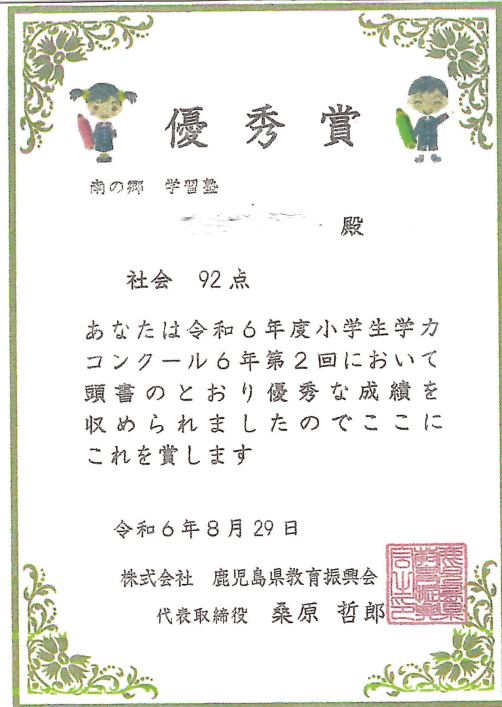 優秀賞
南の郷 学習塾
殿
社会 92点
あなたは令和6年度小学生学力
コンクール6年第2回において
頭書のとおり優秀な成績を
収められましたのでここに
これを賞します
令和6年8月29日
株式会社 鹿児島県教育振興会
代表取締役 桑原 哲郎